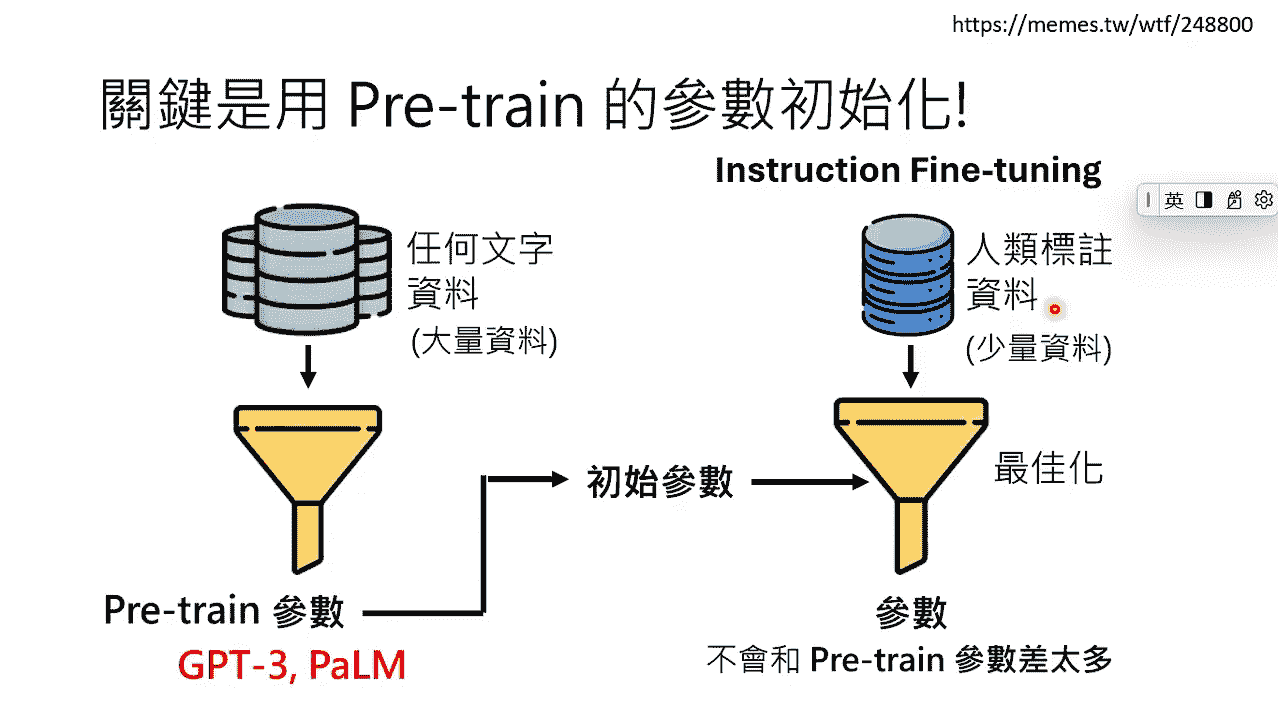 https://memes.tw/wtf/248800
關鍵是用 Pre-train 的參數初始化!
Instruction Fine-tuning
英
任何文字
資料
(大量資料)
人類標註
資料
(少量資料)
初始參數
最佳化
Pre-train 參數
GPT-3, PaLM
參數
不會和 Pre-train 參數差太多